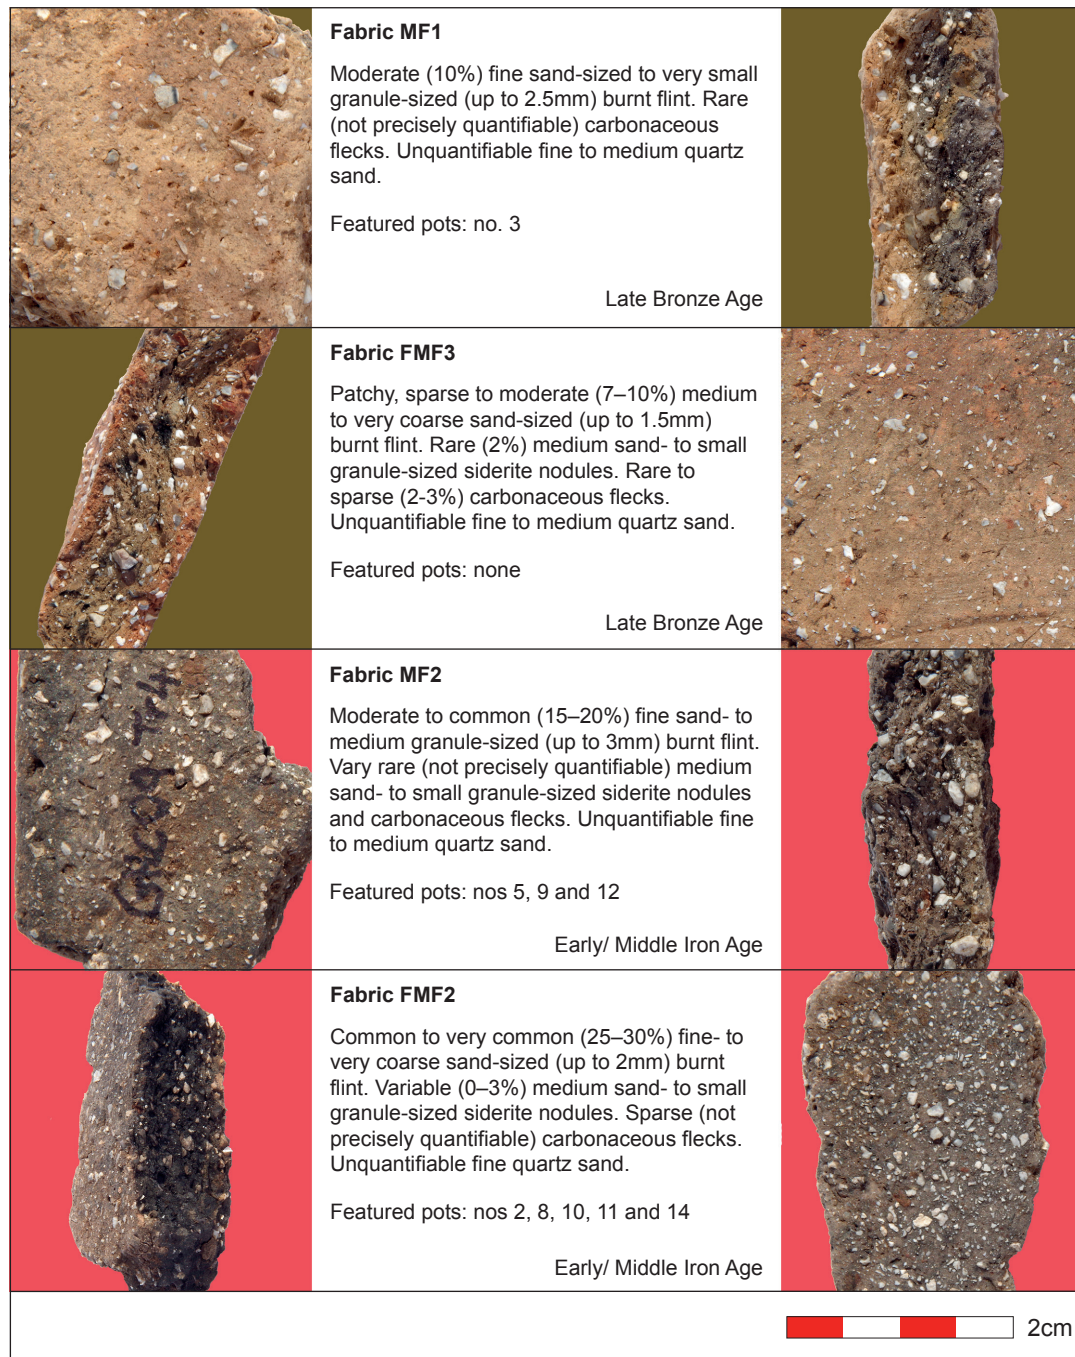 Fabric MF1
Moderate (10%) fine sand-sized to very small
granule-sized (up to 2.5mm) burnt flint. Rare
(not precisely quantifiable) carbonaceous
flecks. Unquantifiable fine to medium quartz
sand.
Featured pots: no. 3
Late Bronze Age
Fabric FMF3
Patchy, sparse to moderate (7–10%) medium
to very coarse sand-sized (up to 1.5mm)
burnt flint. Rare (2%) medium sand- to small
granule-sized siderite nodules. Rare to
sparse (2-3%) carbonaceous flecks.
Unquantifiable fine to medium quartz sand.
Featured pots: none
Late Bronze Age
Fabric MF2
Moderate to common (15–20%) fine sand- to
medium granule-sized (up to 3mm) burnt flint.
Vary rare (not precisely quantifiable) medium
sand- to small granule-sized siderite nodules
and carbonaceous flecks. Unquantifiable fine
to medium quartz sand.
Featured pots: nos 5, 9 and 12
Early/ Middle Iron Age
Fabric FMF2
Common to very common (25–30%) fine- to
very coarse sand-sized (up to 2mm) burnt
flint. Variable (0–3%) medium sand- to small
granule-sized siderite nodules. Sparse (not
precisely quantifiable) carbonaceous flecks.
Unquantifiable fine quartz sand.
Featured pots: nos 2, 8, 10, 11 and 14
Early/ Middle Iron Age
2cm